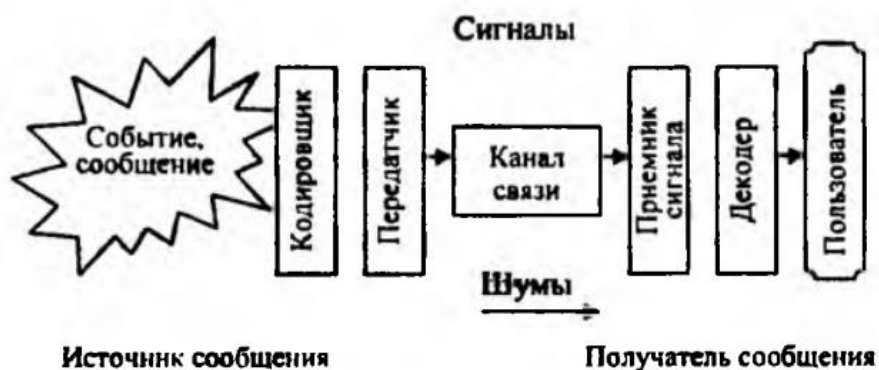 Сигналы
Событие,
сообщение
Кодировщик
Передатчик
Канал
связи
Приемник
сигнала
Декодер
Пользователь
Шумы
Источник сообщения
Получатель сообщения